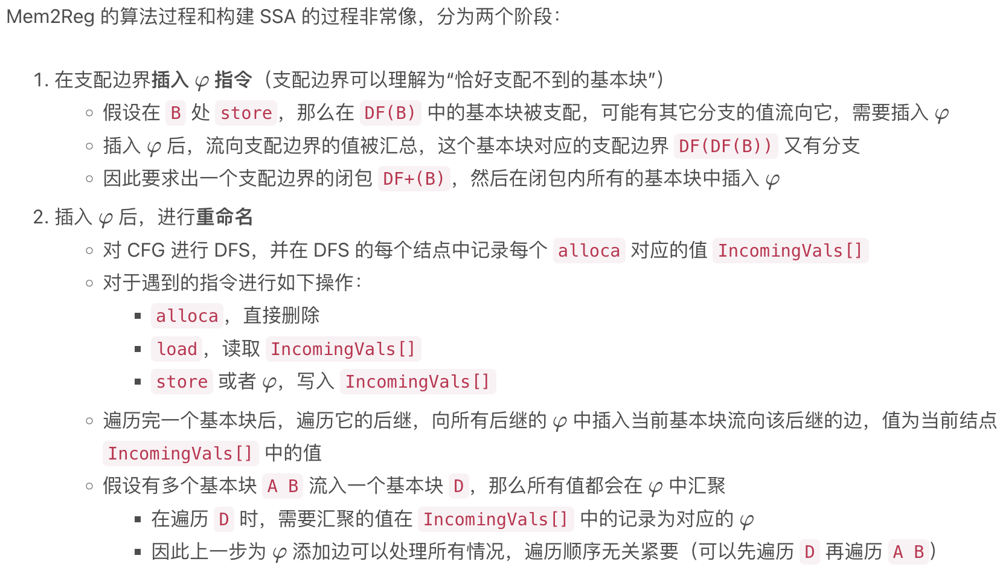 Mem2Reg 的算法过程和构建 SSA 的过程非常像，分为两个阶段：
1. 在支配边界插入 φ 指令（支配边界可以理解为“恰好支配不到的基本块”）
◦ 假设在 B 处 store，那么在 DF(B) 中的基本块被支配，可能有其它分支的值流向它，需要插入 φ
◦ 插入 φ 后，流向支配边界的值被汇总，这个基本块对应的支配边界 DF(DF(B)) 又有分支
◦ 因此要求出一个支配边界的闭包 DF+(B)，然后在闭包内所有的基本块中插入 φ
2. 插入 φ 后，进行重命名
◦ 对 CFG 进行 DFS，并在 DFS 的每个结点中记录每个 alloca 对应的值 IncomingVals[]
◦ 对于遇到的指令进行如下操作：
▪ alloca，直接删除
▪ load，读取 IncomingVals[]
▪ store 或者 φ，写入 IncomingVals[]
◦ 遍历完一个基本块后，遍历它的后继，向所有后继的 φ 中插入当前基本块流向该后继的边，值为当前结点
IncomingVals[] 中的值
◦ 假设有多个基本块 A B 流入一个基本块 D，那么所有值都会在 φ 中汇聚
▪ 在遍历 D 时，需要汇聚的值在 IncomingVals[] 中的记录为对应的 φ
▪ 因此上一步为 φ 添加边可以处理所有情况，遍历顺序无关紧要（可以先遍历 D 再遍历 A B）